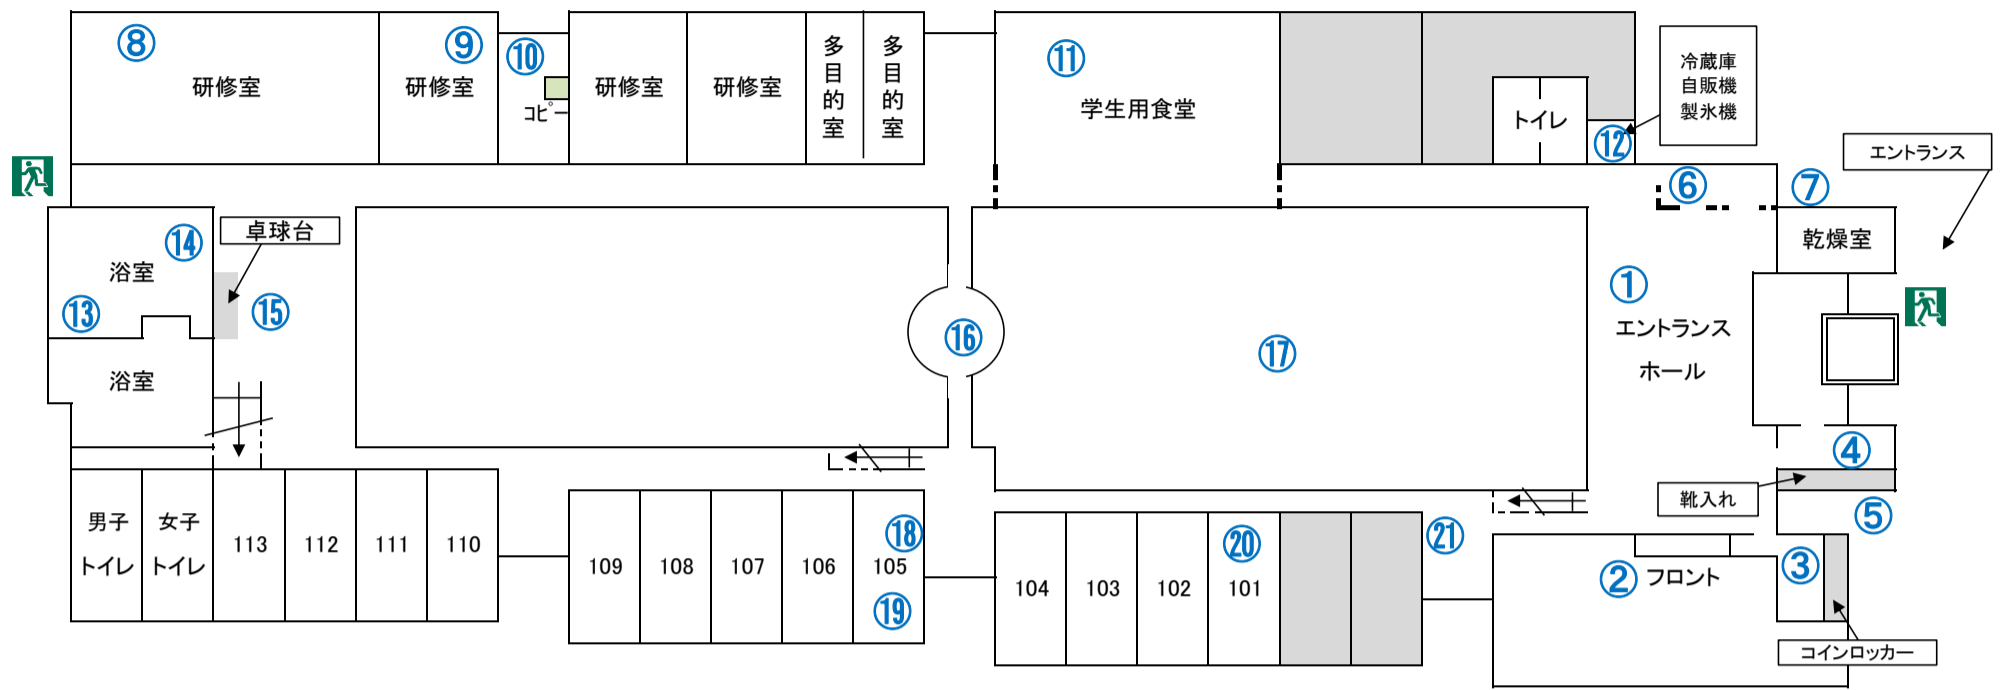 ⑧
研修室
⑨
研修室
⑩
コピー
研修室
研修室
多目的室
多目的室
⑪
学生用食堂
トイレ
⑫
冷蔵庫
自販機
製氷機
エントランス
⑥
⑦
乾燥室
⑭
浴室
⑬
卓球台
⑮
浴室
⑯
⑰
①
エントランス
ホール
④
靴入れ
⑤
男子
トイレ
女子
トイレ
113
112
111
110
109
108
107
106
⑱
105
⑲
104
103
102
⑳
101
㉑
②
フロント
③
コインロッカー